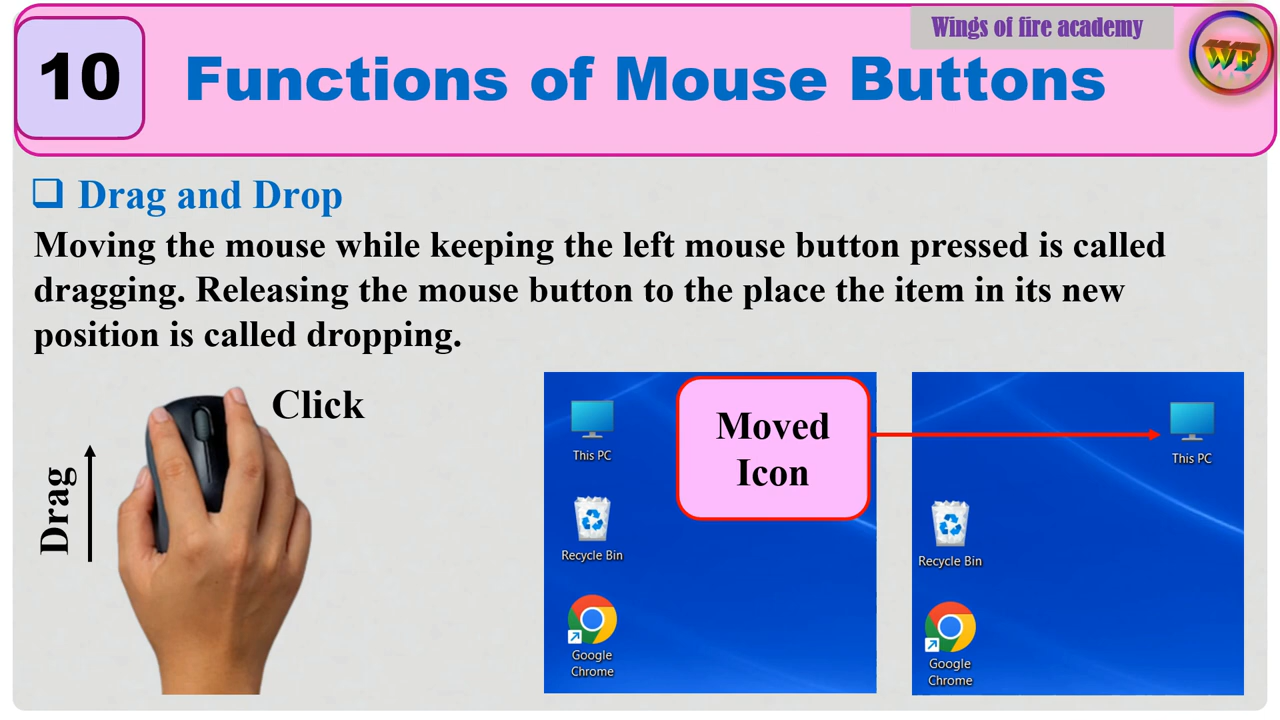 Wings of fire academy
WF
10
Functions of Mouse Buttons
❑ Drag and Drop
Moving the mouse while keeping the left mouse button pressed is called
dragging. Releasing the mouse button to the place the item in its new
position is called dropping.
Click
Drag
This PC
Recycle Bin
Google
Chrome
Moved
Icon
This PC
Recycle Bin
Google
Chrome